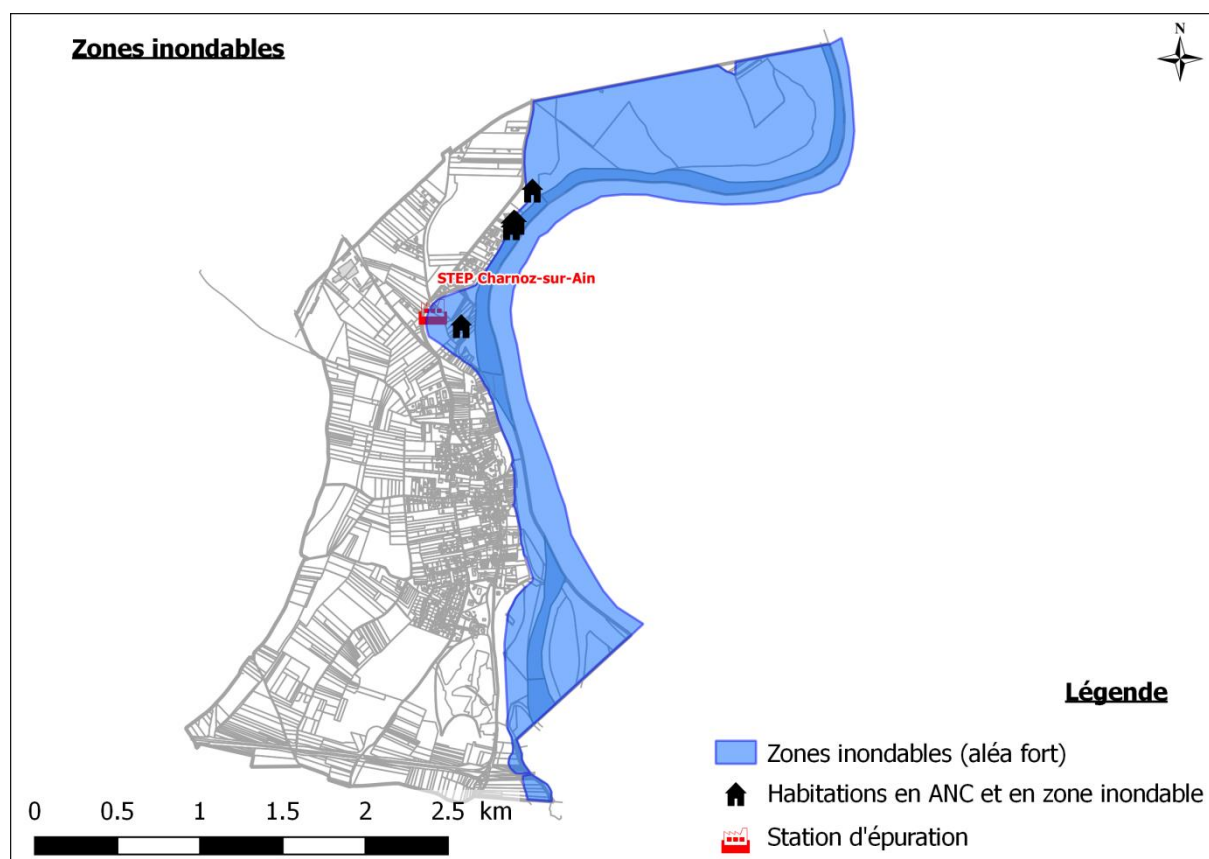 Zones inondables
N
STEP Charnoz-sur-Ain
Légende
Zones inondables (aléa fort)
Habitations en ANC et en zone inondable
Station d'épuration
0 0.5 1 1.5 2 2.5 km